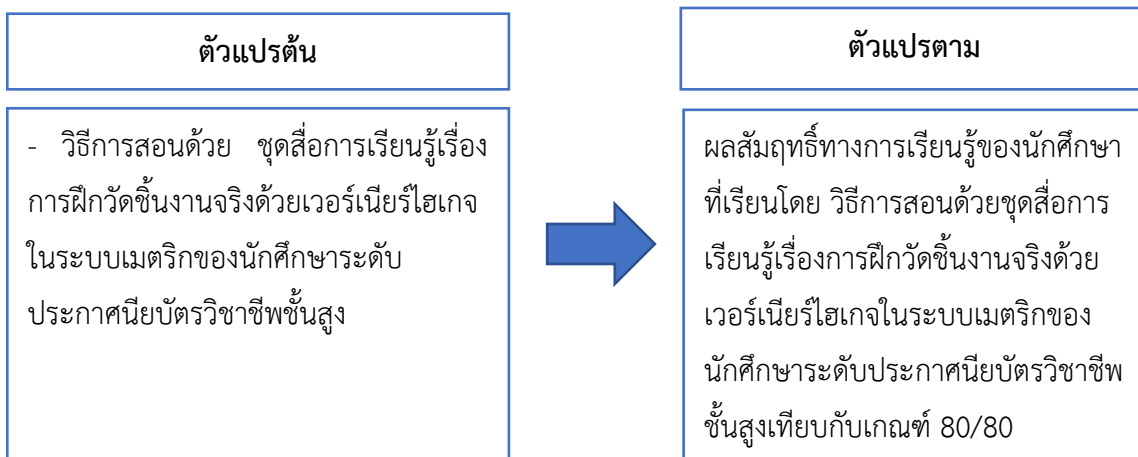 ตัวแปรต้น
- วิธีการสอนด้วย ชุดสื่อการเรียนรู้เรื่อง
การฝึกวัดชิ้นงานจริงด้วยเวอร์เนียร์ไฮเกจ
ในระบบเมตริกของนักศึกษาระดับ
ประกาศนียบัตรวิชาชีพชั้นสูง
ตัวแปรตาม
ผลสัมฤทธิ์ทางการเรียนรู้ของนักศึกษา
ที่เรียนโดย วิธีการสอนด้วยชุดสื่อการ
เรียนรู้เรื่องการฝึกวัดชิ้นงานจริงด้วย
เวอร์เนียร์ไฮเกจในระบบเมตริกของ
นักศึกษาระดับประกาศนียบัตรวิชาชีพ
ชั้นสูงเทียบกับเกณฑ์ 80/80